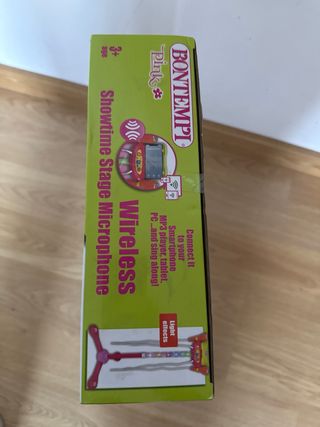 BONTEMPI
Pink
3+
age
Wireless
Showtime Stage Microphone
Connect it
to your
Smartphone
MP3 player, tablet,
PC...and sing along!
Light
effects